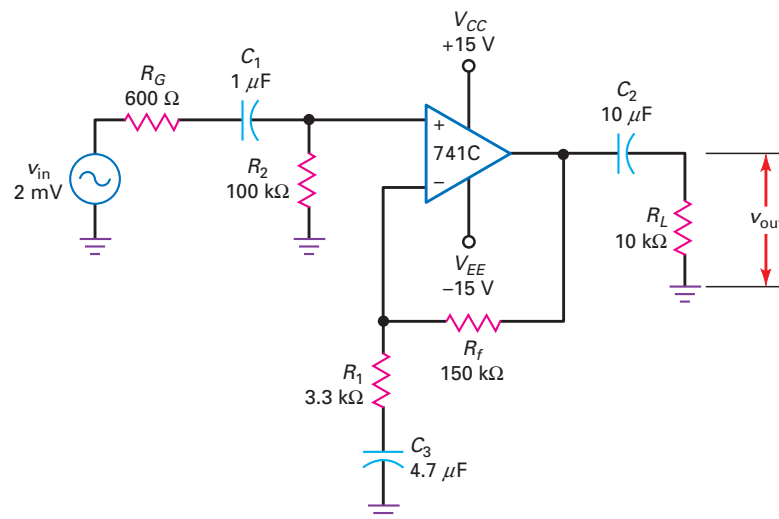 V_CC
+15 V
R_G
600 Ω
C_1
1 μF
C_2
10 μF
+
741C
−
v_in
2 mV
R_2
100 kΩ
R_L
10 kΩ
v_out
V_EE
−15 V
R_f
150 kΩ
R_1
3.3 kΩ
C_3
4.7 μF